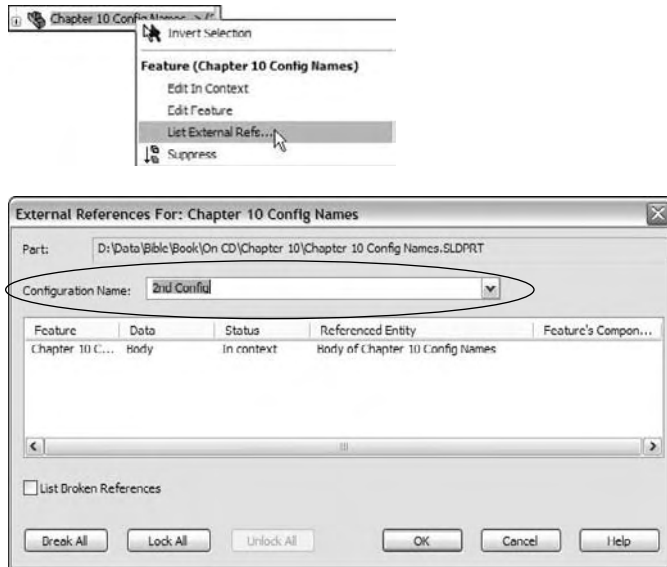 Chapter 10 Config Names
Invert Selection
Feature (Chapter 10 Config Names)
Edit In Context
Edit Feature
List External Refs...
Suppress
External References For: Chapter 10 Config Names
Part: D:\Data\Bible\Book\On CD\Chapter 10\Chapter 10 Config Names.SLDPRT
Configuration Name: 2nd Config
Feature Data Status Referenced Entity Feature's Compon...
Chapter 10 C... Body In context Body of Chapter 10 Config Names
List Broken References
Break All Lock All Unlock All OK Cancel Help